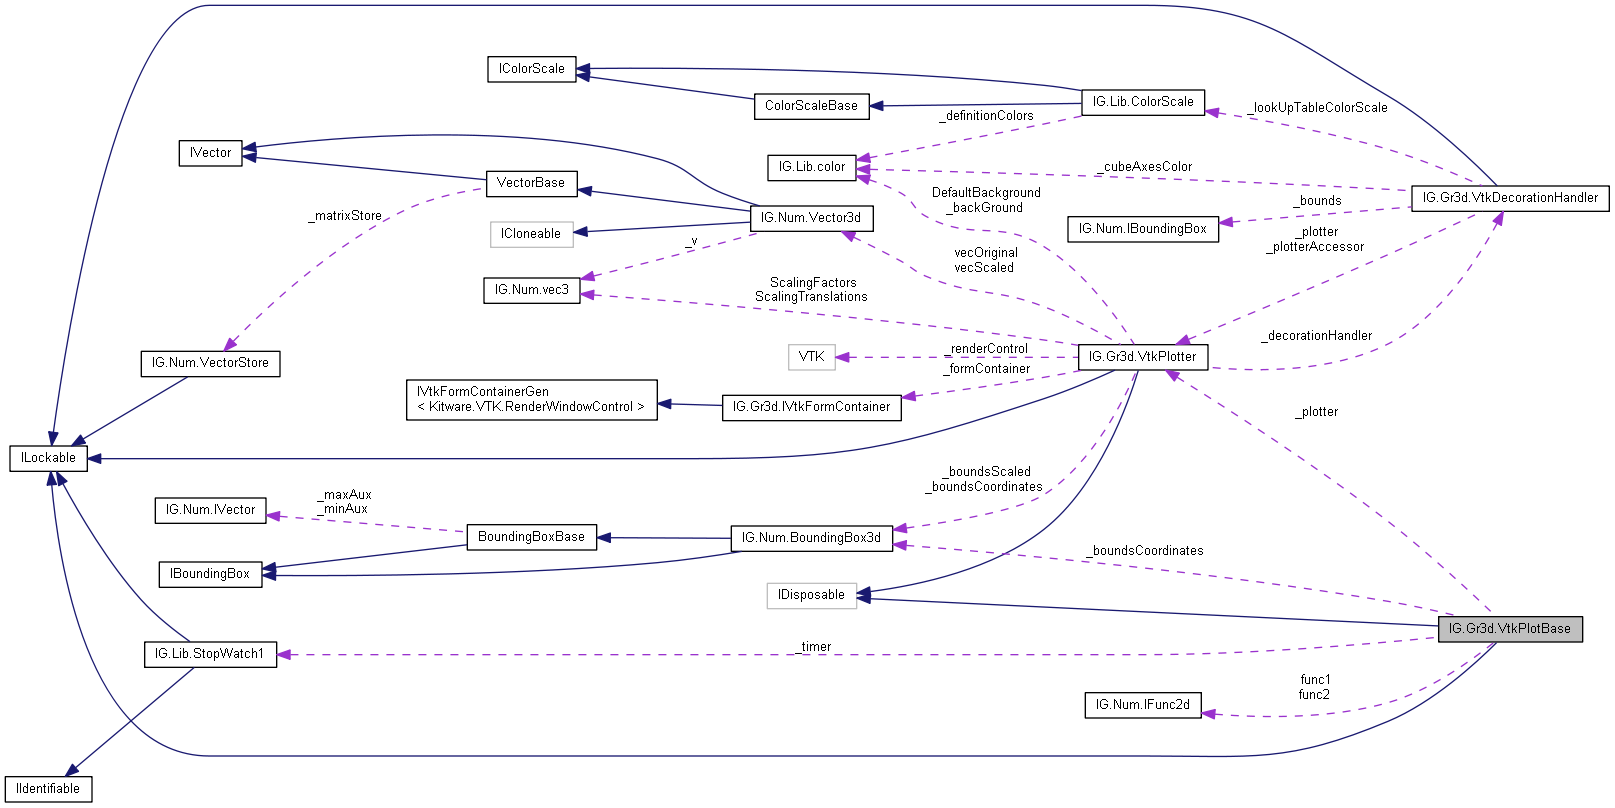 IColorScale
ColorScaleBase
IG.Lib.ColorScale
_lookUpTableColorScale
_definitionColors
IVector
IG.Lib.color
_cubeAxesColor
VectorBase
DefaultBackground
_backGround
IG.Gr3d.VtkDecorationHandler
_matrixStore
IG.Num.Vector3d
_bounds
ICloneable
IG.Num.IBoundingBox
_v
_plotter
_plotterAccessor
vecOriginal
vecScaled
IG.Num.vec3
ScalingFactors
ScalingTranslations
_decorationHandler
VTK
_renderControl
IG.Gr3d.VtkPlotter
IG.Num.VectorStore
_formContainer
IVtkFormContainerGen
< Kitware.VTK.RenderWindowControl >
IG.Gr3d.IVtkFormContainer
_plotter
ILockable
_boundsScaled
_boundsCoordinates
_maxAux
_minAux
IG.Num.IVector
BoundingBoxBase
IG.Num.BoundingBox3d
_boundsCoordinates
IBoundingBox
IDisposable
IG.Gr3d.VtkPlotBase
IG.Lib.StopWatch1
_timer
func1
func2
IG.Num.IFunc2d
IIdentifiable